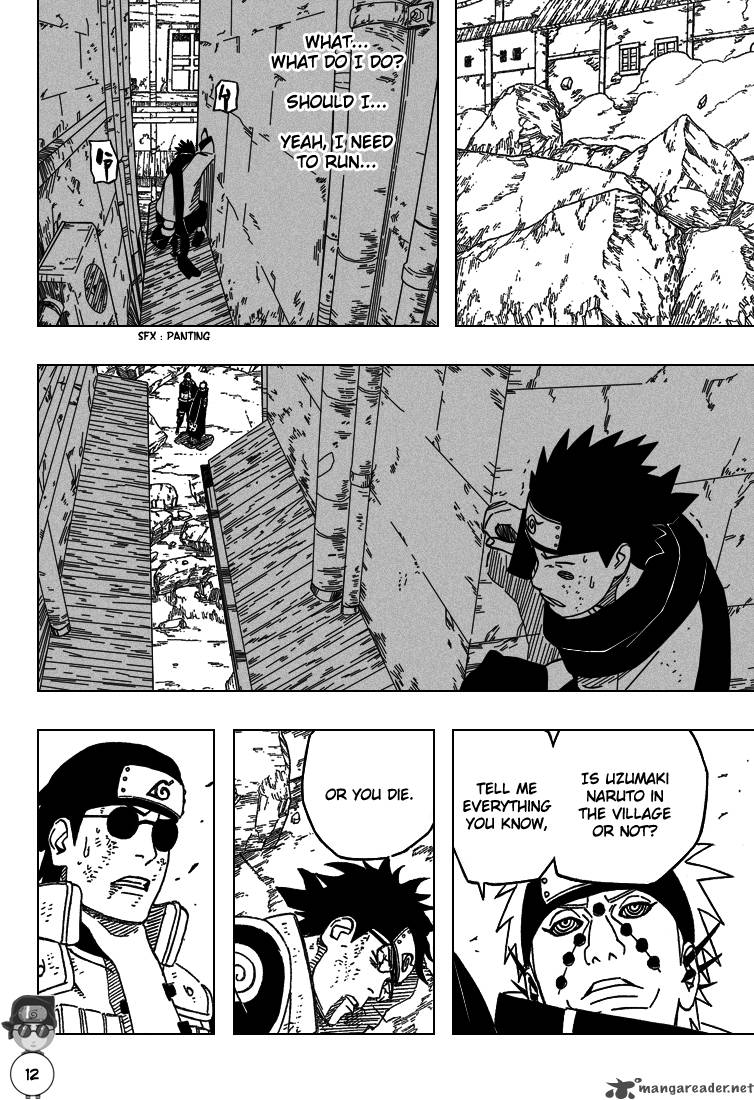 WHAT...
WHAT DO I DO?
SHOULD I...
YEAH, I NEED
TO RUN...
SFX : PANTING
IS UZUMAKI
NARUTO IN
THE VILLAGE
OR NOT?
TELL ME
EVERYTHING
YOU KNOW,
OR YOU DIE.
12
mangareader.net